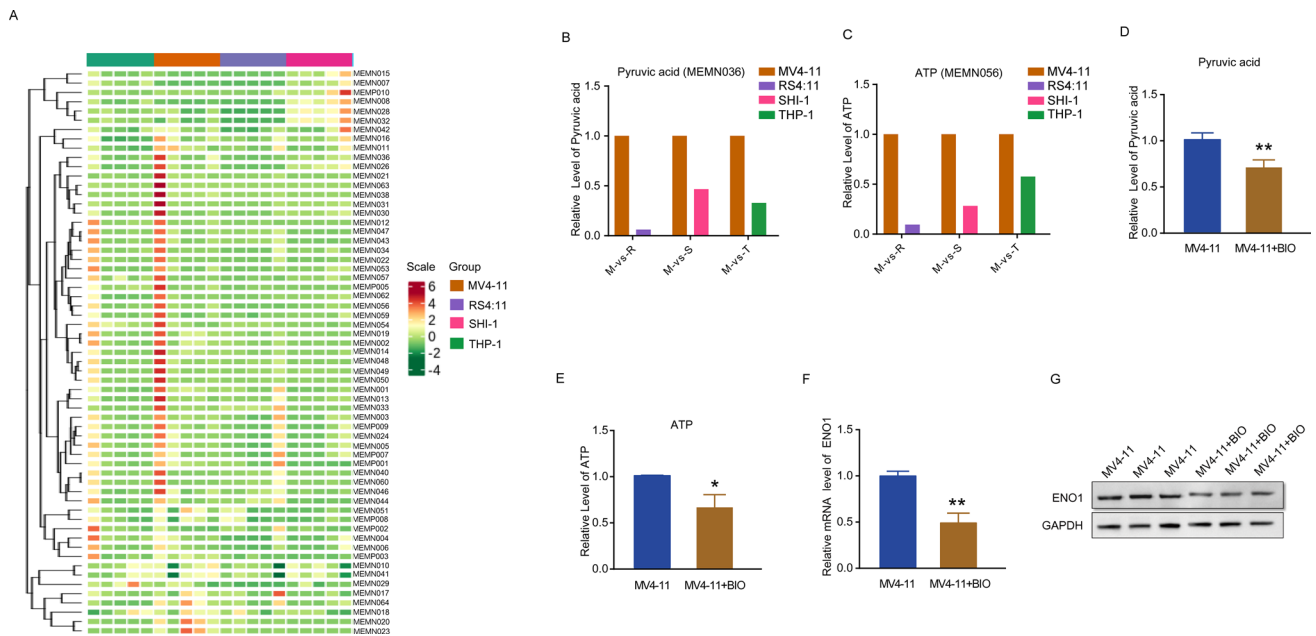 A
MEMN015
MEMN007
MEMP010
MEMN008
MEMN028
MEMN032
MEMN042
MEMN016
MEMN011
MEMN036
MEMN026
MEMN021
MEMN063
MEMN038
MEMN031
MEMN030
MEMN012
MEMN047
MEMN043
MEMN034
MEMN022
MEMN053
MEMN057
MEMP005
MEMN062
MEMN056
MEMN059
MEMN054
MEMN019
MEMN002
MEMN014
MEMN048
MEMN049
MEMN050
MEMN001
MEMN013
MEMN033
MEMN003
MEMP009
MEMN024
MEMN005
MEMP007
MEMP001
MEMN040
MEMN060
MEMN046
MEMN044
MEMN051
MEMP008
MEMP002
MEMN004
MEMN006
MEMP003
MEMN010
MEMN041
MEMN029
MEMN017
MEMN064
MEMN018
MEMN020
MEMN023
Scale
6
4
2
0
-2
-4
Group
MV4-11
RS4:11
SHI-1
THP-1
B
Pyruvic acid (MEMN036)
Relative Level of Pyruvic acid
1.5
1.0
0.5
0.0
M-vs-R
M-vs-S
M-vs-T
MV4-11
RS4:11
SHI-1
THP-1
C
ATP (MEMN056)
Relative Level of ATP
1.5
1.0
0.5
0.0
M-vs-R
M-vs-S
M-vs-T
MV4-11
RS4:11
SHI-1
THP-1
D
Pyruvic acid
Relative Level of Pyruvic acid
1.5
1.0
0.5
0.0
**
MV4-11 MV4-11+BIO
E
ATP
Relative Level of ATP
1.5
1.0
0.5
0.0
*
MV4-11 MV4-11+BIO
F
Relative mRNA level of ENO1
1.5
1.0
0.5
0.0
**
MV4-11 MV4-11+BIO
G
MV4-11 MV4-11 MV4-11 MV4-11+BIO MV4-11+BIO MV4-11+BIO
ENO1
GAPDH